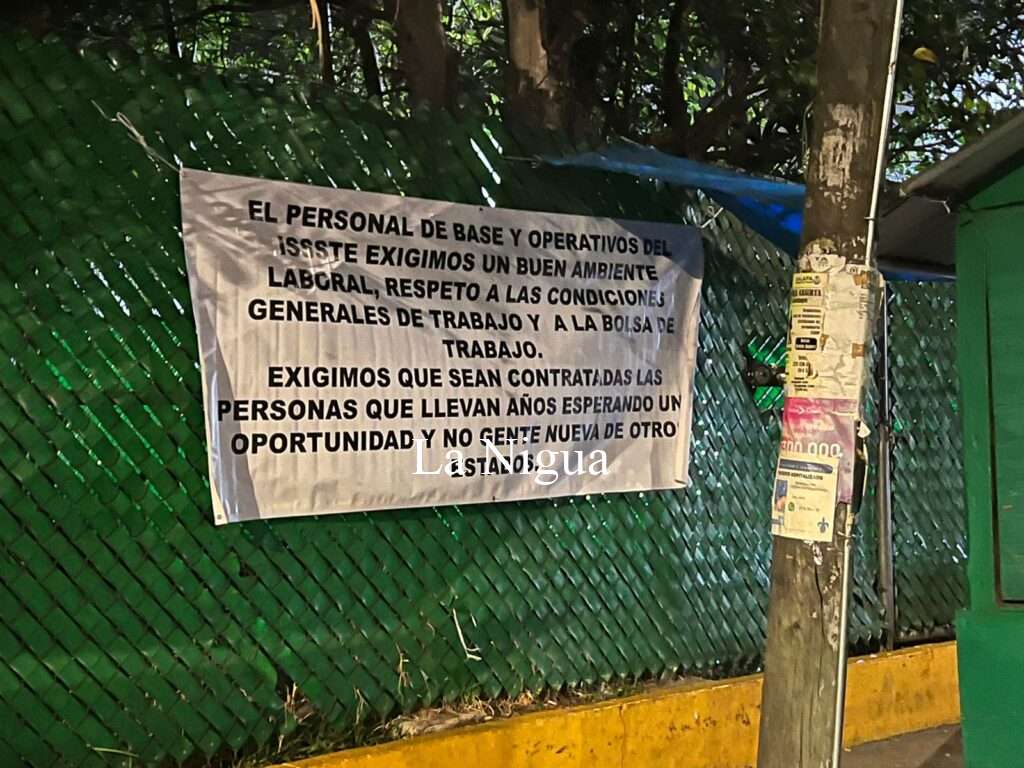 EL PERSONAL DE BASE Y OPERATIVOS DEL
ISSSTE EXIGIMOS UN BUEN AMBIENTE
LABORAL, RESPETO A LAS CONDICIONES
GENERALES DE TRABAJO Y A LA BOLSA DE
TRABAJO.
EXIGIMOS QUE SEAN CONTRATADAS LAS
PERSONAS QUE LLEVAN AÑOS ESPERANDO UN
OPORTUNIDAD Y NO GENTE NUEVA DE OTRO
ESTADOS.
La Nigua